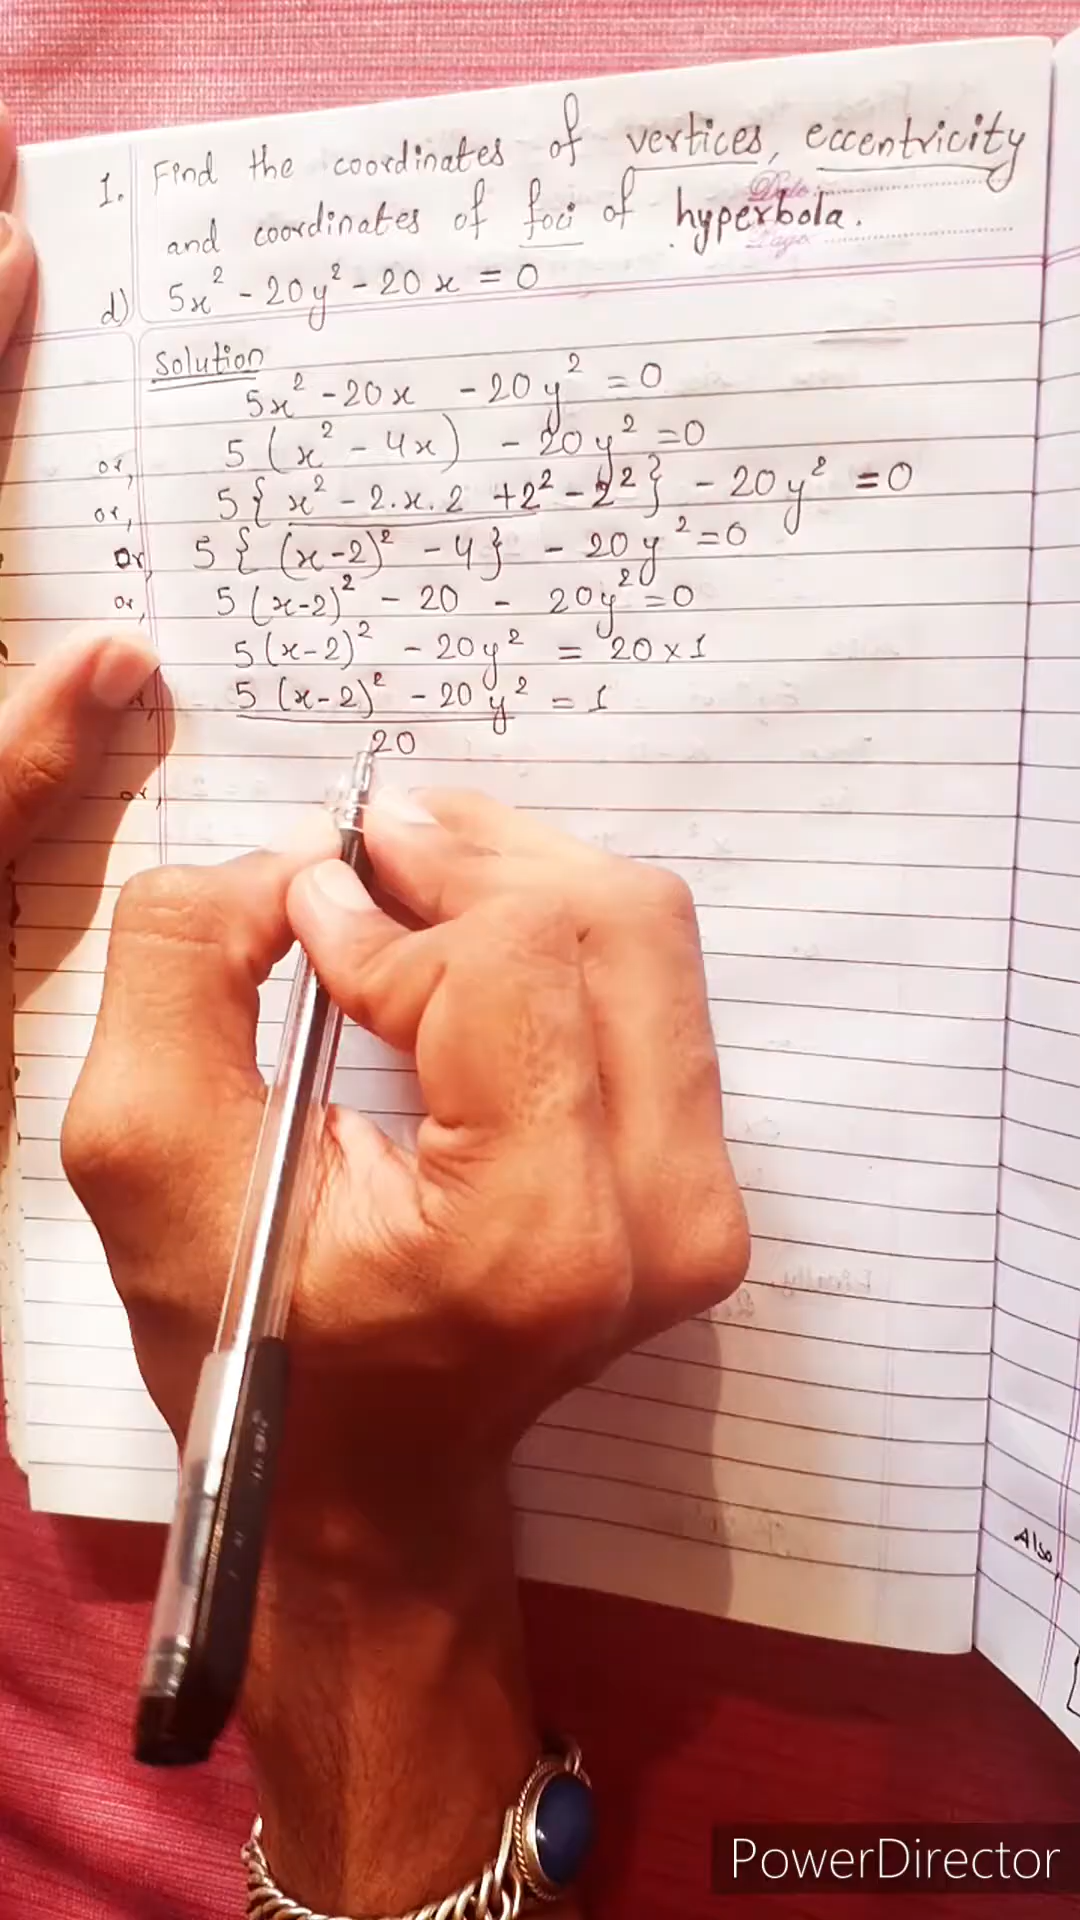 1. Find the coordinates of vertices, eccentricity
and coordinates of foci of hyperbola.
d) 5x² - 20y² - 20x = 0
Solution
5x² - 20x - 20y² = 0
or, 5(x² - 4x) - 20y² = 0
or, 5{x² - 2.x.2 + 2² - 2²} - 20y² = 0
or, 5{(x-2)² - 4} - 20y² = 0
or, 5(x-2)² - 20 - 20y² = 0
5(x-2)² - 20y² = 20 x 1
or, 5(x-2)² - 20y² = 1
20
or,
Also,
PowerDirector